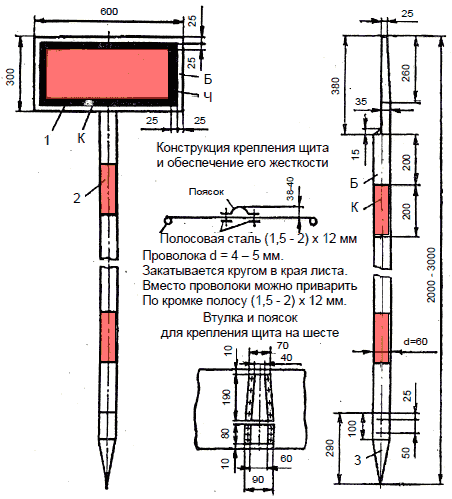 600
25
300
25
Б
Ч
1
К
25
25
2
Конструкция крепления щита
и обеспечение его жесткости
Поясок
38-40
Полосовая сталь (1,5 - 2) х 12 мм
Проволока d = 4 – 5 мм.
Закатывается кругом в края листа.
Вместо проволоки можно приварить
По кромке полосу (1,5 - 2) х 12 мм.
Втулка и поясок
для крепления щита на шесте
70
40
10
190
80
10
60
90
25
380
260
35
15
Б
200
К
200
2000 - 3000
d=60
25
290
100
50
3